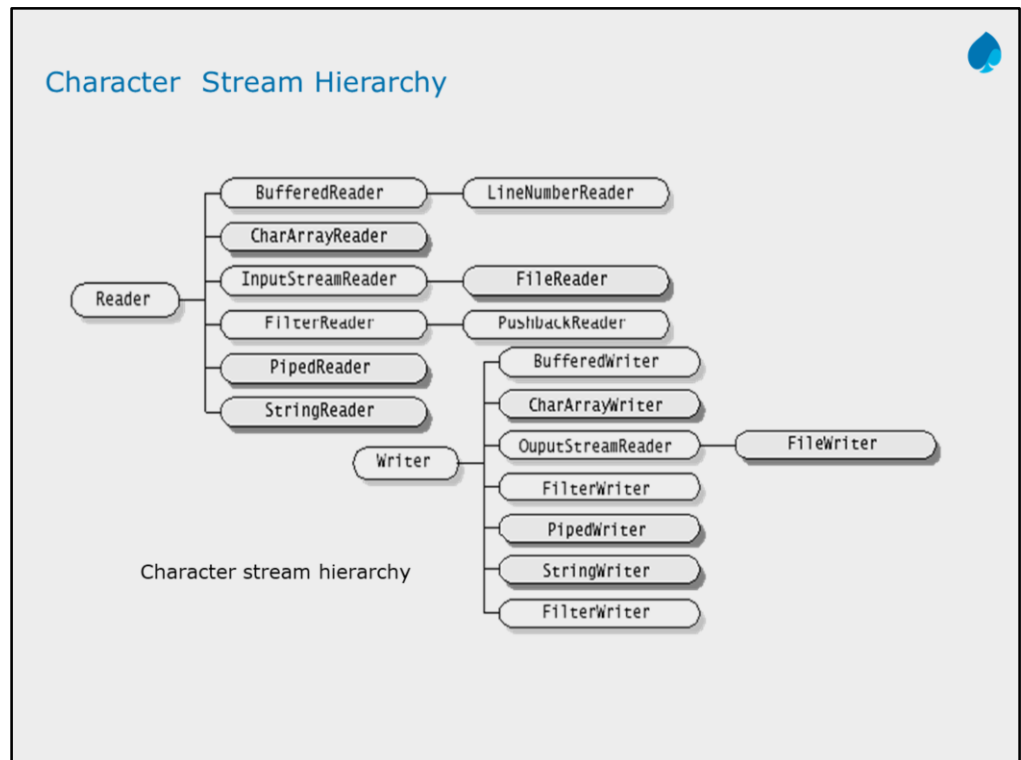 Character Stream Hierarchy
BufferedReader
LineNumberReader
CharArrayReader
InputStreamReader
FileReader
Reader
FilterReader
PushbackReader
PipedReader
StringReader
BufferedWriter
CharArrayWriter
OuputStreamReader
FileWriter
Writer
FilterWriter
PipedWriter
StringWriter
FilterWriter
Character stream hierarchy